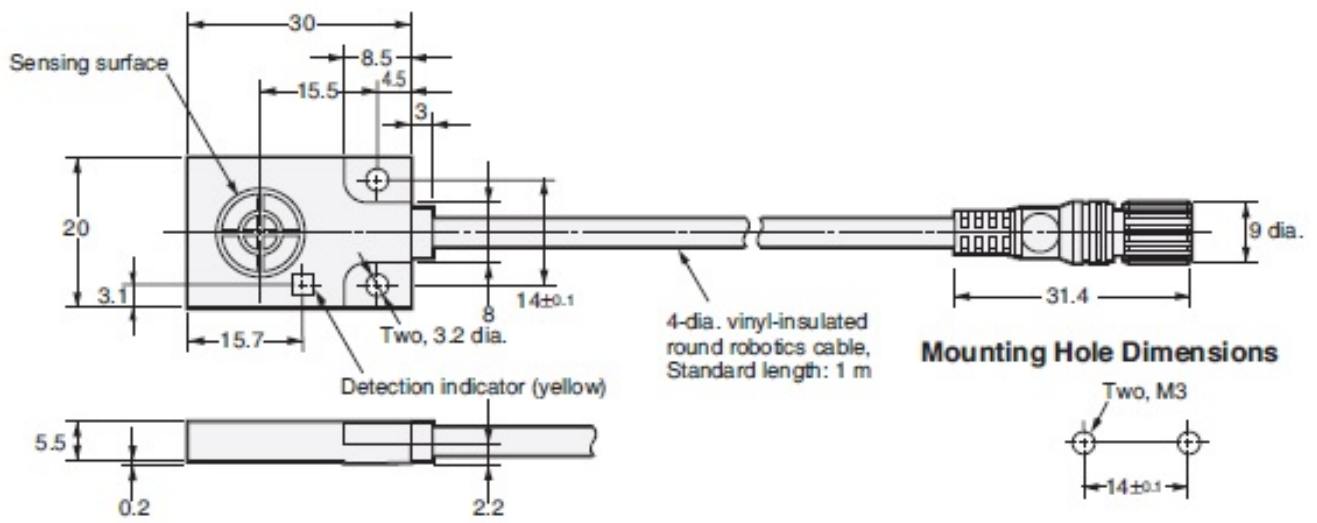 30
Sensing surface
8.5
15.5
4.5
3
20
9 dia.
3.1
14±0.1
31.4
8
15.7
Two, 3.2 dia.
4-dia. vinyl-insulated
round robotics cable,
Standard length: 1 m
Mounting Hole Dimensions
Detection indicator (yellow)
Two, M3
5.5
14±0.1
0.2
2.2